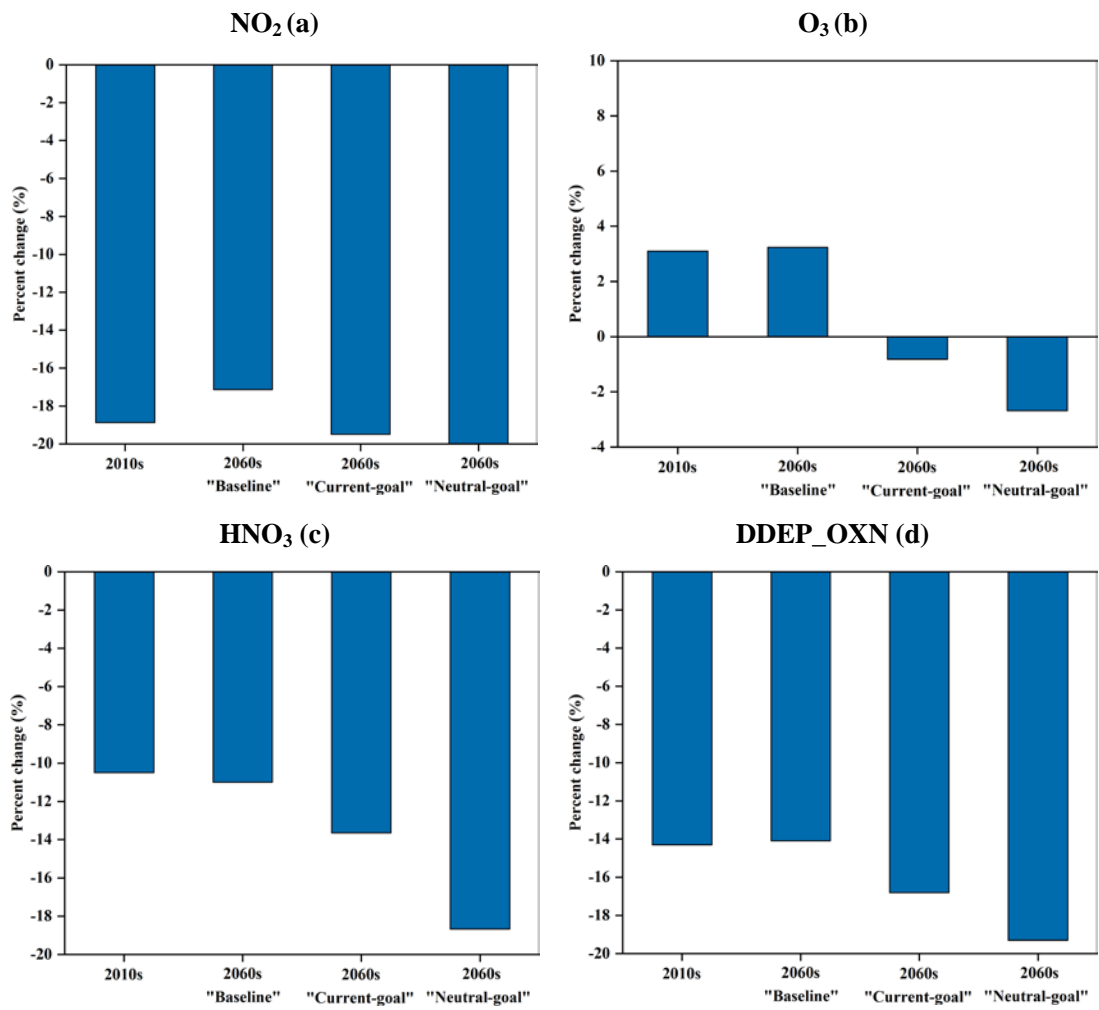 NO₂ (a)
Percent change (%)
0
-2
-4
-6
-8
-10
-12
-14
-16
-18
-20
2010s
2060s "Baseline"
2060s "Current-goal"
2060s "Neutral-goal"
O₃ (b)
Percent change (%)
10
8
6
4
2
0
-2
-4
2010s
2060s "Baseline"
2060s "Current-goal"
2060s "Neutral-goal"
HNO₃ (c)
Percent change (%)
0
-2
-4
-6
-8
-10
-12
-14
-16
-18
-20
2010s
2060s "Baseline"
2060s "Current-goal"
2060s "Neutral-goal"
DDEP_OXN (d)
Percent change (%)
0
-2
-4
-6
-8
-10
-12
-14
-16
-18
-20
2010s
2060s "Baseline"
2060s "Current-goal"
2060s "Neutral-goal"